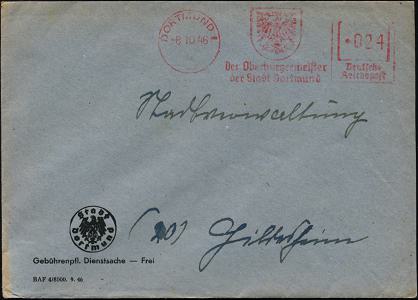 DORTMUND 1
-8.10.46
Der Oberbürgermeister
der Stadt Dortmund
024
Deutsche
Reichspost
Stadtverwaltung
Stadt
Dortmund
(20) Hildesheim
Gebührenpfl. Dienstsache — Frei
BAF 4/8000. 9. 46